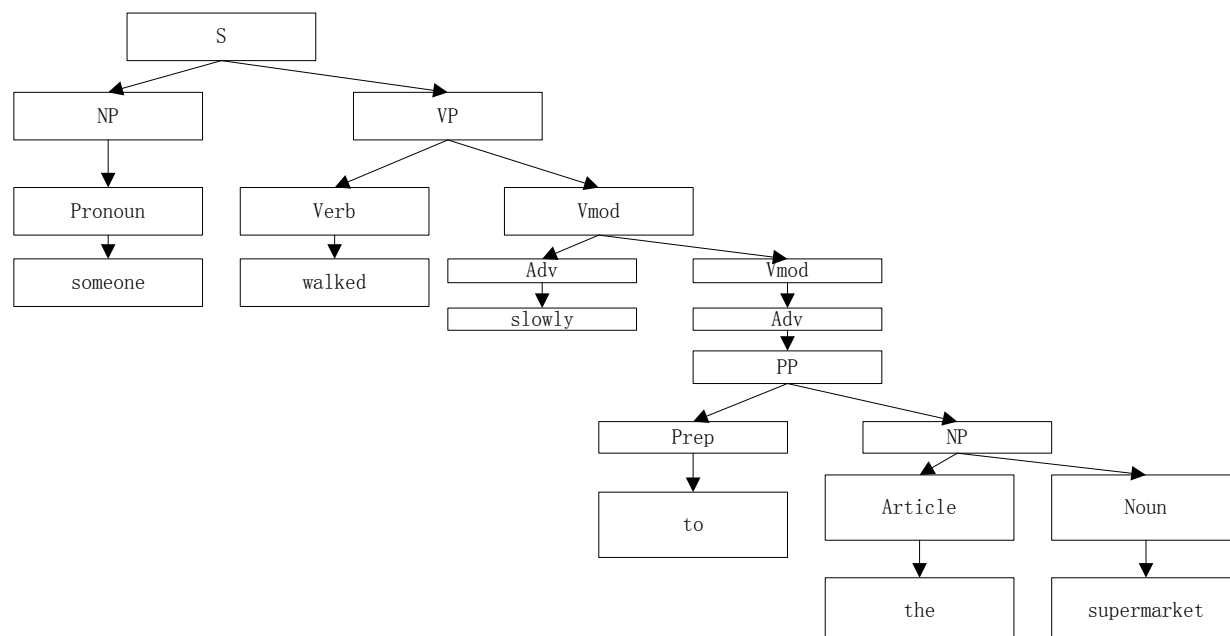 S
NP VP
Pronoun Verb Vmod
someone walked Adv Vmod
slowly Adv
PP
Prep NP
to Article Noun
the supermarket